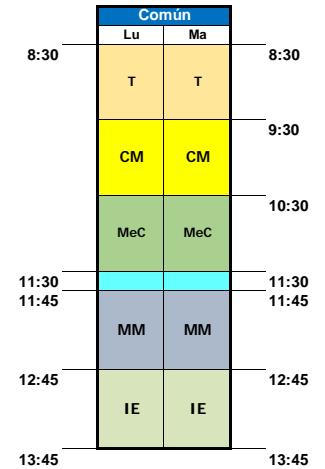 Común
Lu Ma
8:30 8:30
T T
9:30
CM CM
10:30
MeC MeC
11:30 11:30
11:45 11:45
MM MM
12:45 12:45
IE IE
13:45 13:45